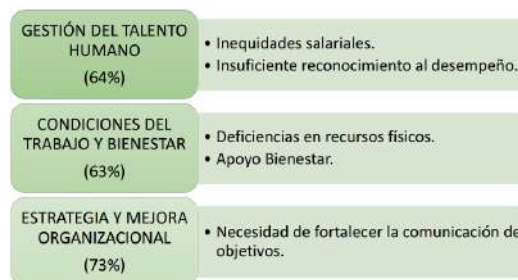 GESTIÓN DEL TALENTO
HUMANO
(64%)
• Inequidades salariales.
• Insuficiente reconocimiento al desempeño.
CONDICIONES DEL
TRABAJO Y BIENESTAR
(63%)
• Deficiencias en recursos físicos.
• Apoyo Bienestar.
ESTRATEGIA Y MEJORA
ORGANIZACIONAL
(73%)
• Necesidad de fortalecer la comunicación de
objetivos.